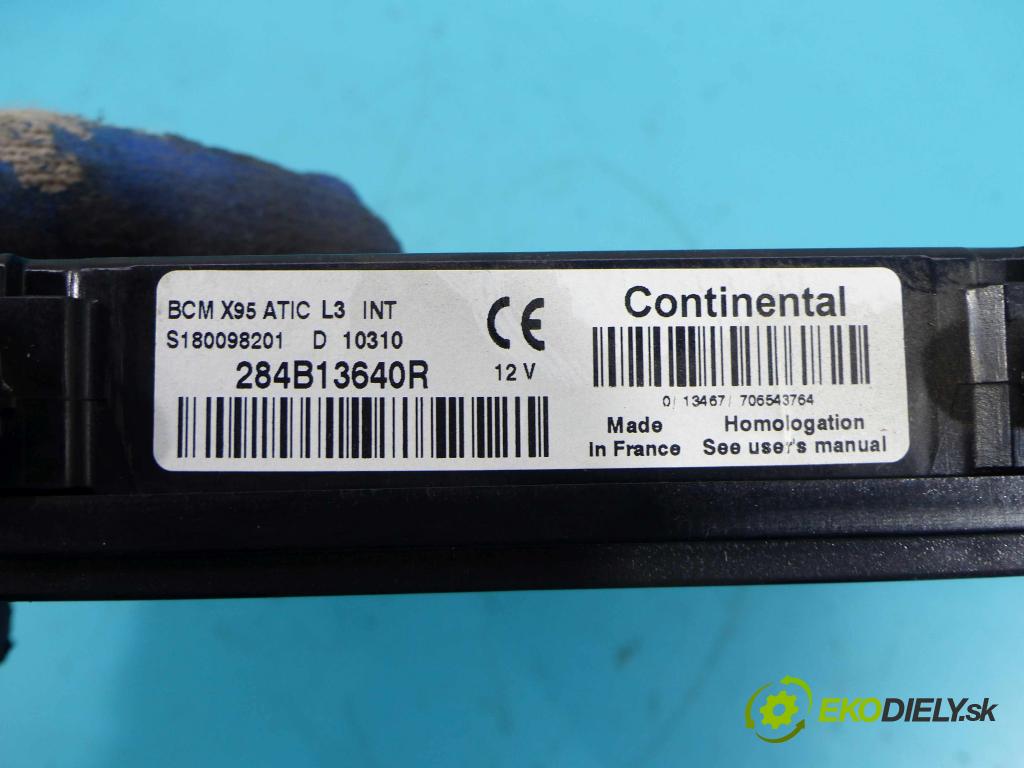 BCM X95 ATIC L3 INT
S180098201 D 10310
284B13640R
CE
12 V
Continental
0/ 13467/ 706543764
Made
in France
Homologation
See user's manual
EKODIELY.sk